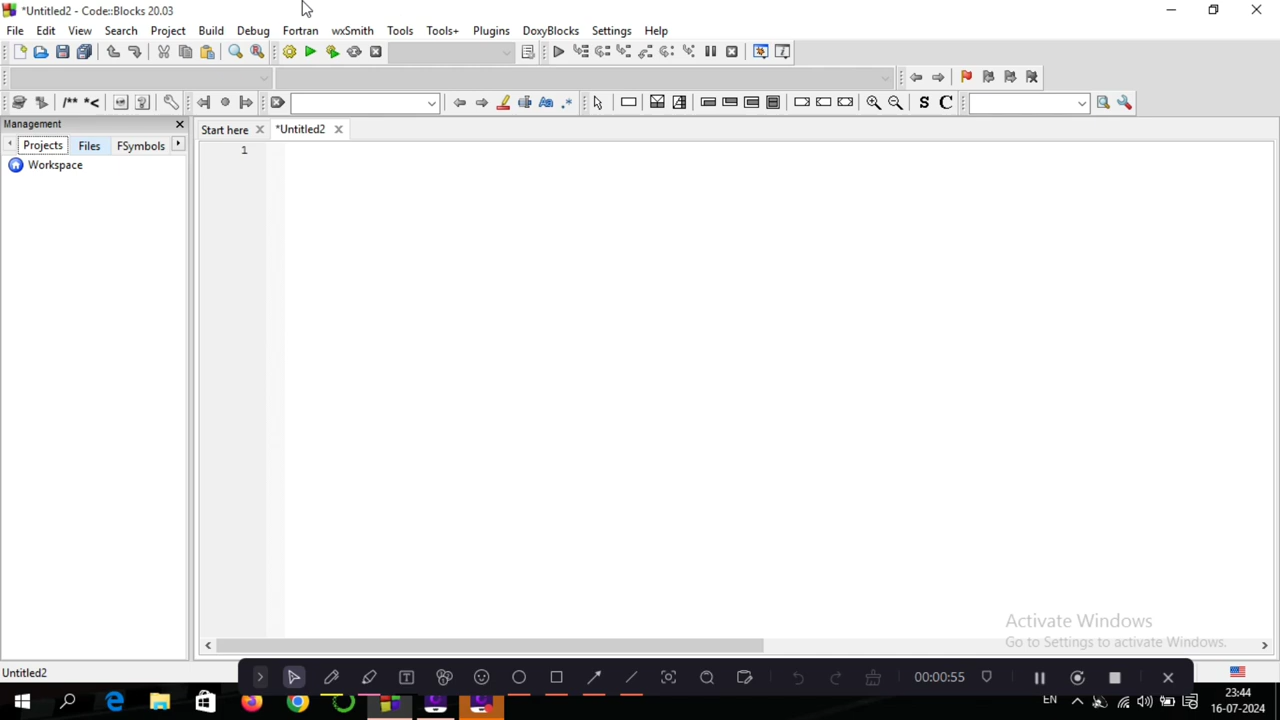 *Untitled2 - Code::Blocks 20.03
File Edit View Search Project Build Debug Fortran wxSmith Tools Tools+ Plugins DoxyBlocks Settings Help
/** *<
S C
Management
Start here *Untitled2
Projects Files FSymbols
1
Workspace
Activate Windows
Go to Settings to activate Windows.
Untitled2
00:00:55
EN
23:44
16-07-2024